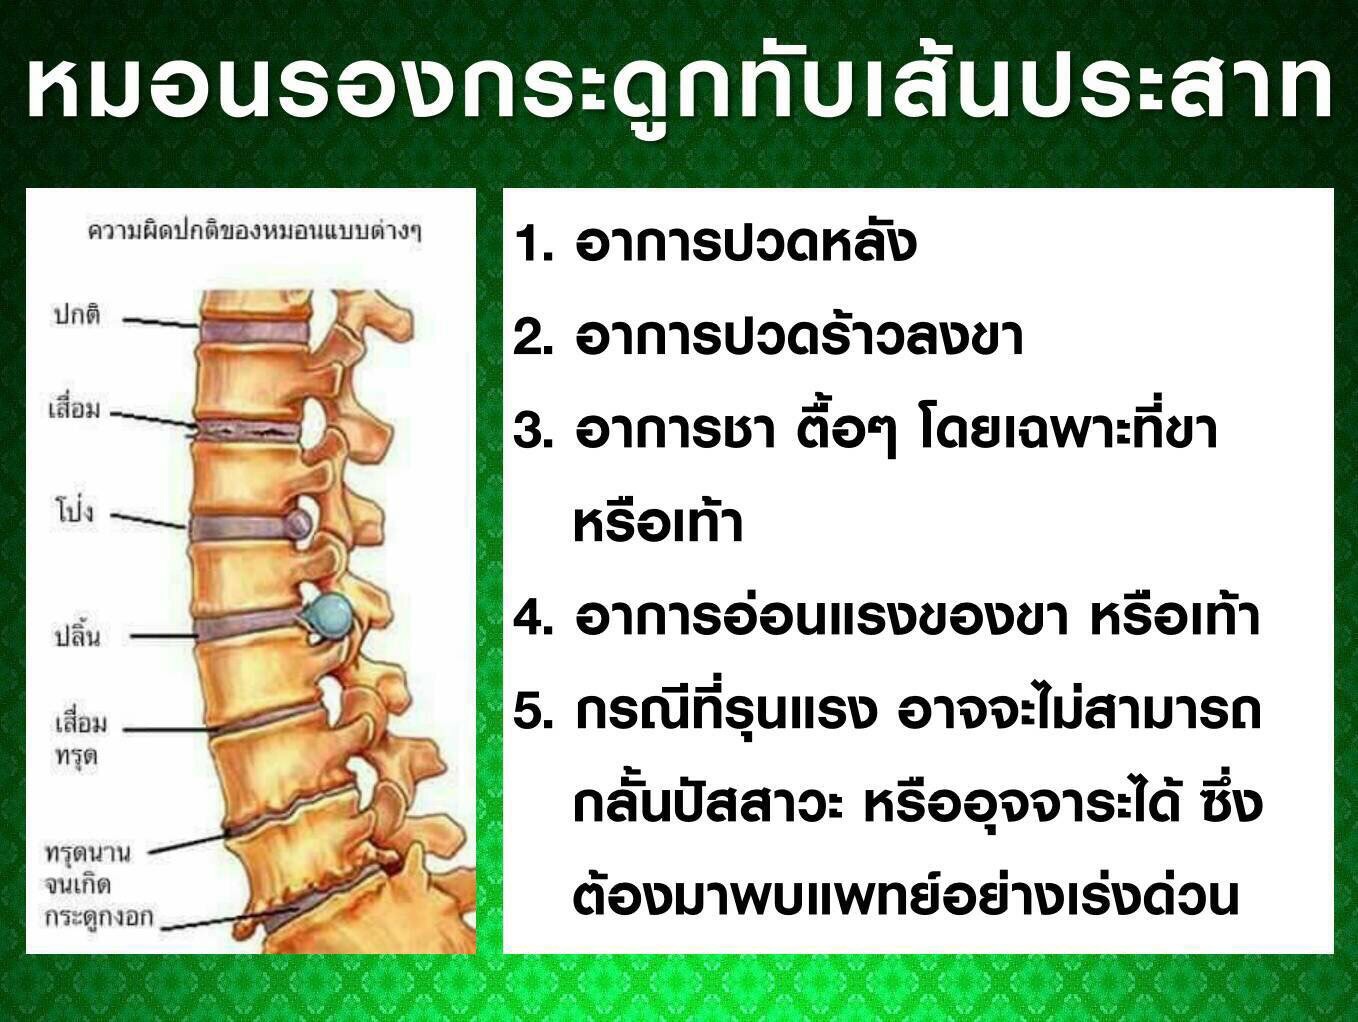 หมอนรองกระดูกทับเส้นประสาท
ความผิดปกติของหมอนแบบต่างๆ
ปกติ
เสื่อม
โป่ง
ปลิ้น
เสื่อม
ทรุด
ทรุดนาน
จนเกิด
กระดูกงอก
1. อาการปวดหลัง
2. อาการปวดร้าวลงขา
3. อาการชา ตื้อๆ โดยเฉพาะที่ขา
หรือเท้า
4. อาการอ่อนแรงของขา หรือเท้า
5. กรณีที่รุนแรง อาจจะไม่สามารถ
กลั้นปัสสาวะ หรืออุจจาระได้ ซึ่ง
ต้องมาพบแพทย์อย่างเร่งด่วน